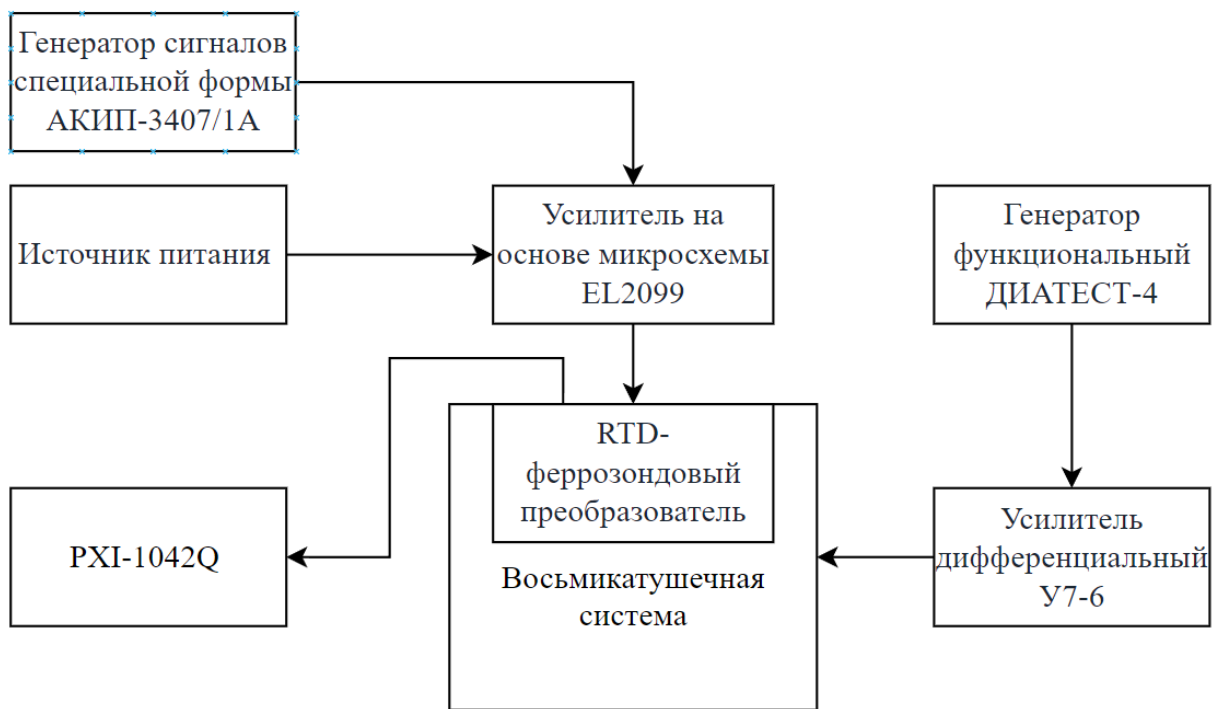 Генератор сигналов
специальной формы
АКИП-3407/1А
Источник питания
Усилитель на
основе микросхемы
EL2099
Генератор
функциональный
ДИАТЕСТ-4
RTD-
феррозондовый
преобразователь
Восьмикатушечная
система
PXI-1042Q
Усилитель
дифференциальный
У7-6